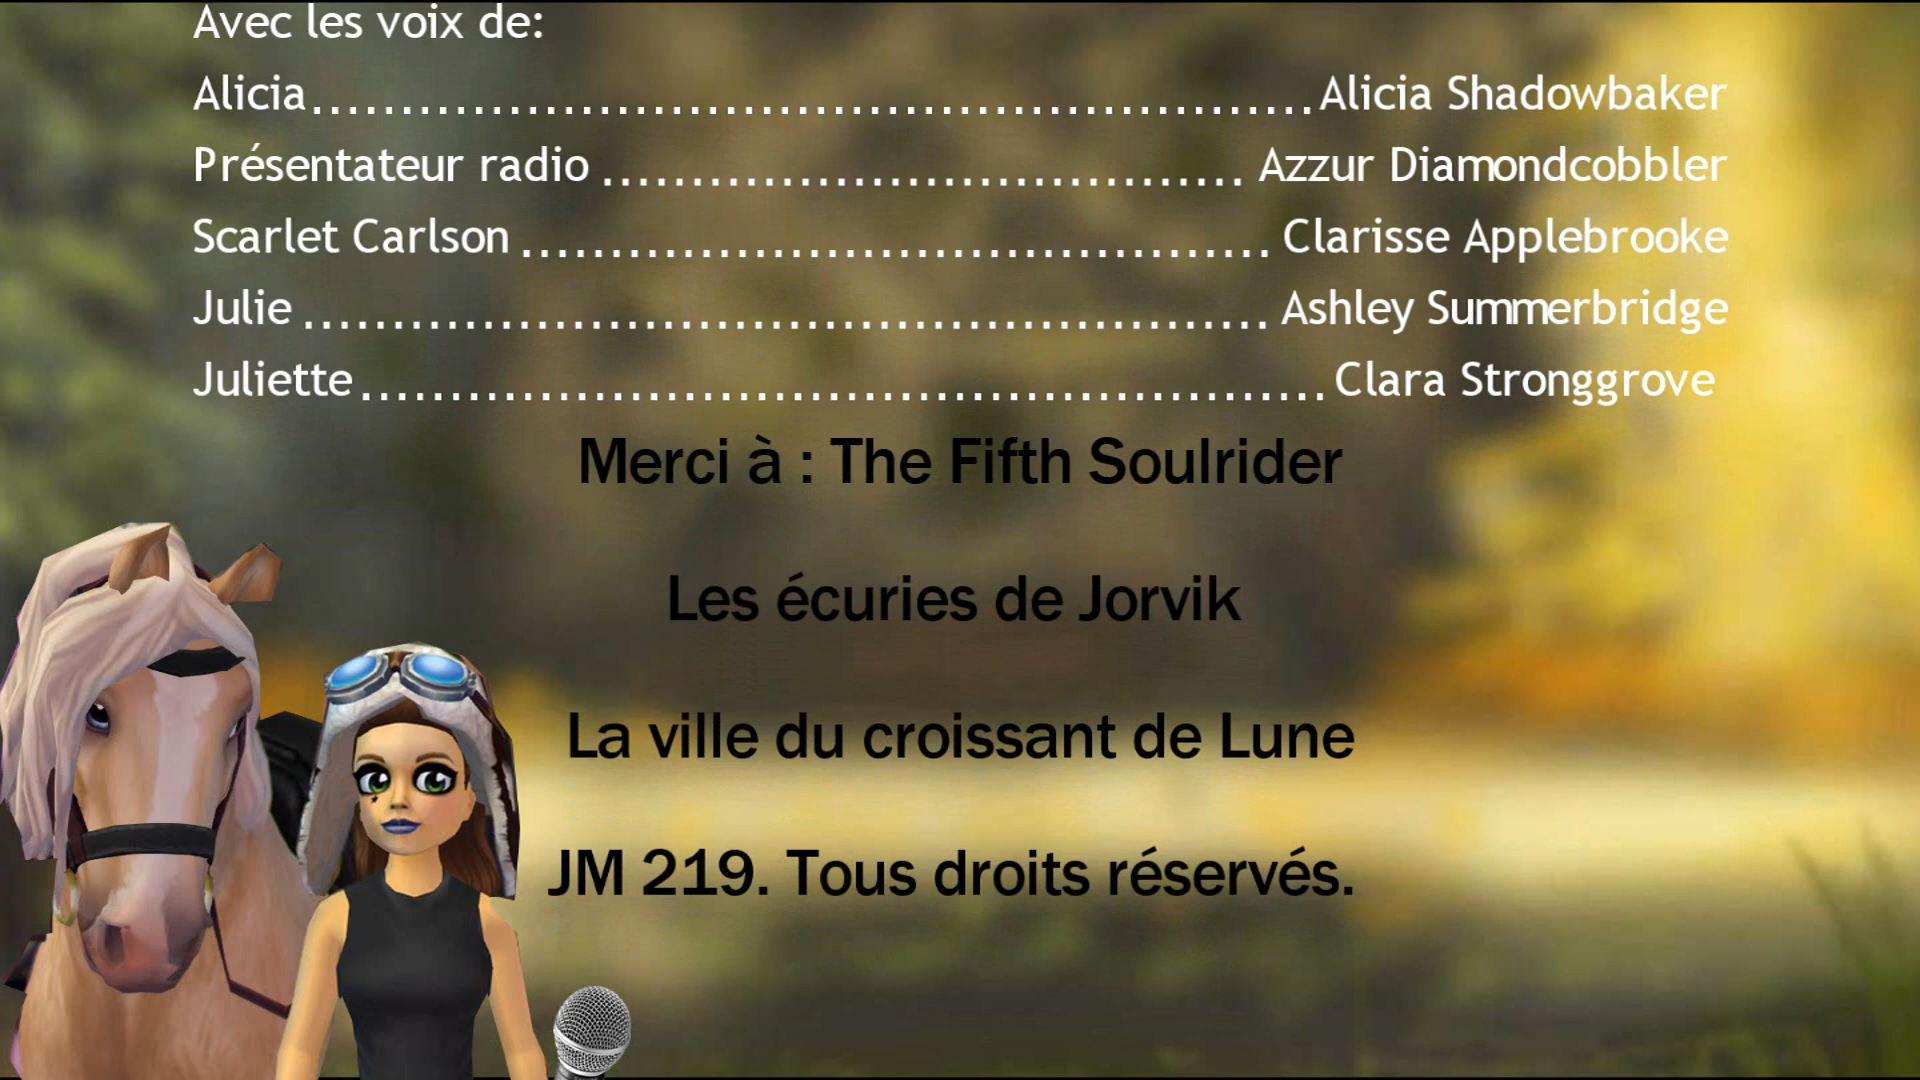 Avec les voix de:
Alicia........................................................Alicia Shadowbaker
Présentateur radio .................................... Azzur Diamondcobbler
Scarlet Carlson .......................................... Clarisse Applebrooke
Julie ...................................................... Ashley Summerbridge
Juliette......................................................Clara Stronggrove
Merci à : The Fifth Soulrider
Les écuries de Jorvik
La ville du croissant de Lune
JM 219. Tous droits réservés.